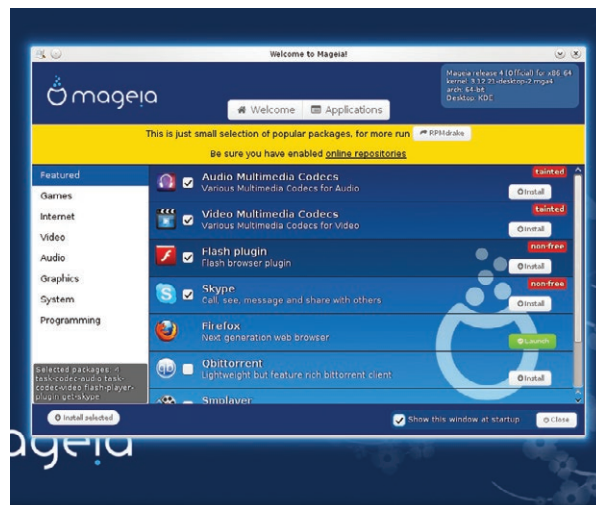 Welcome to Mageia!
mageia
Mageia release 4 (Official) for x86_64
kernel: 3.12.21-desktop-2.mga4
arch: 64-bit
Desktop: KDE
Welcome
Applications
This is just small selection of popular packages, for more run RPMdrake
Be sure you have enabled online repositories
Featured
Games
Internet
Video
Audio
Graphics
System
Programming
Audio Multimedia Codecs
Various Multimedia Codecs for Audio
tainted
Install
Video Multimedia Codecs
Various Multimedia Codecs for Video
tainted
Install
Flash plugin
Flash browser plugin
non-free
Install
Skype
Call, see, message and share with others
non-free
Install
Firefox
Next generation web browser
Launch
Qbittorrent
Lightweight but feature rich bittorrent client
Install
Smplayer
Selected packages: 4
task-codec-audio task-
codec-video flash-player-
plugin get-skype
Install selected
Show this window at startup
Close
ageia